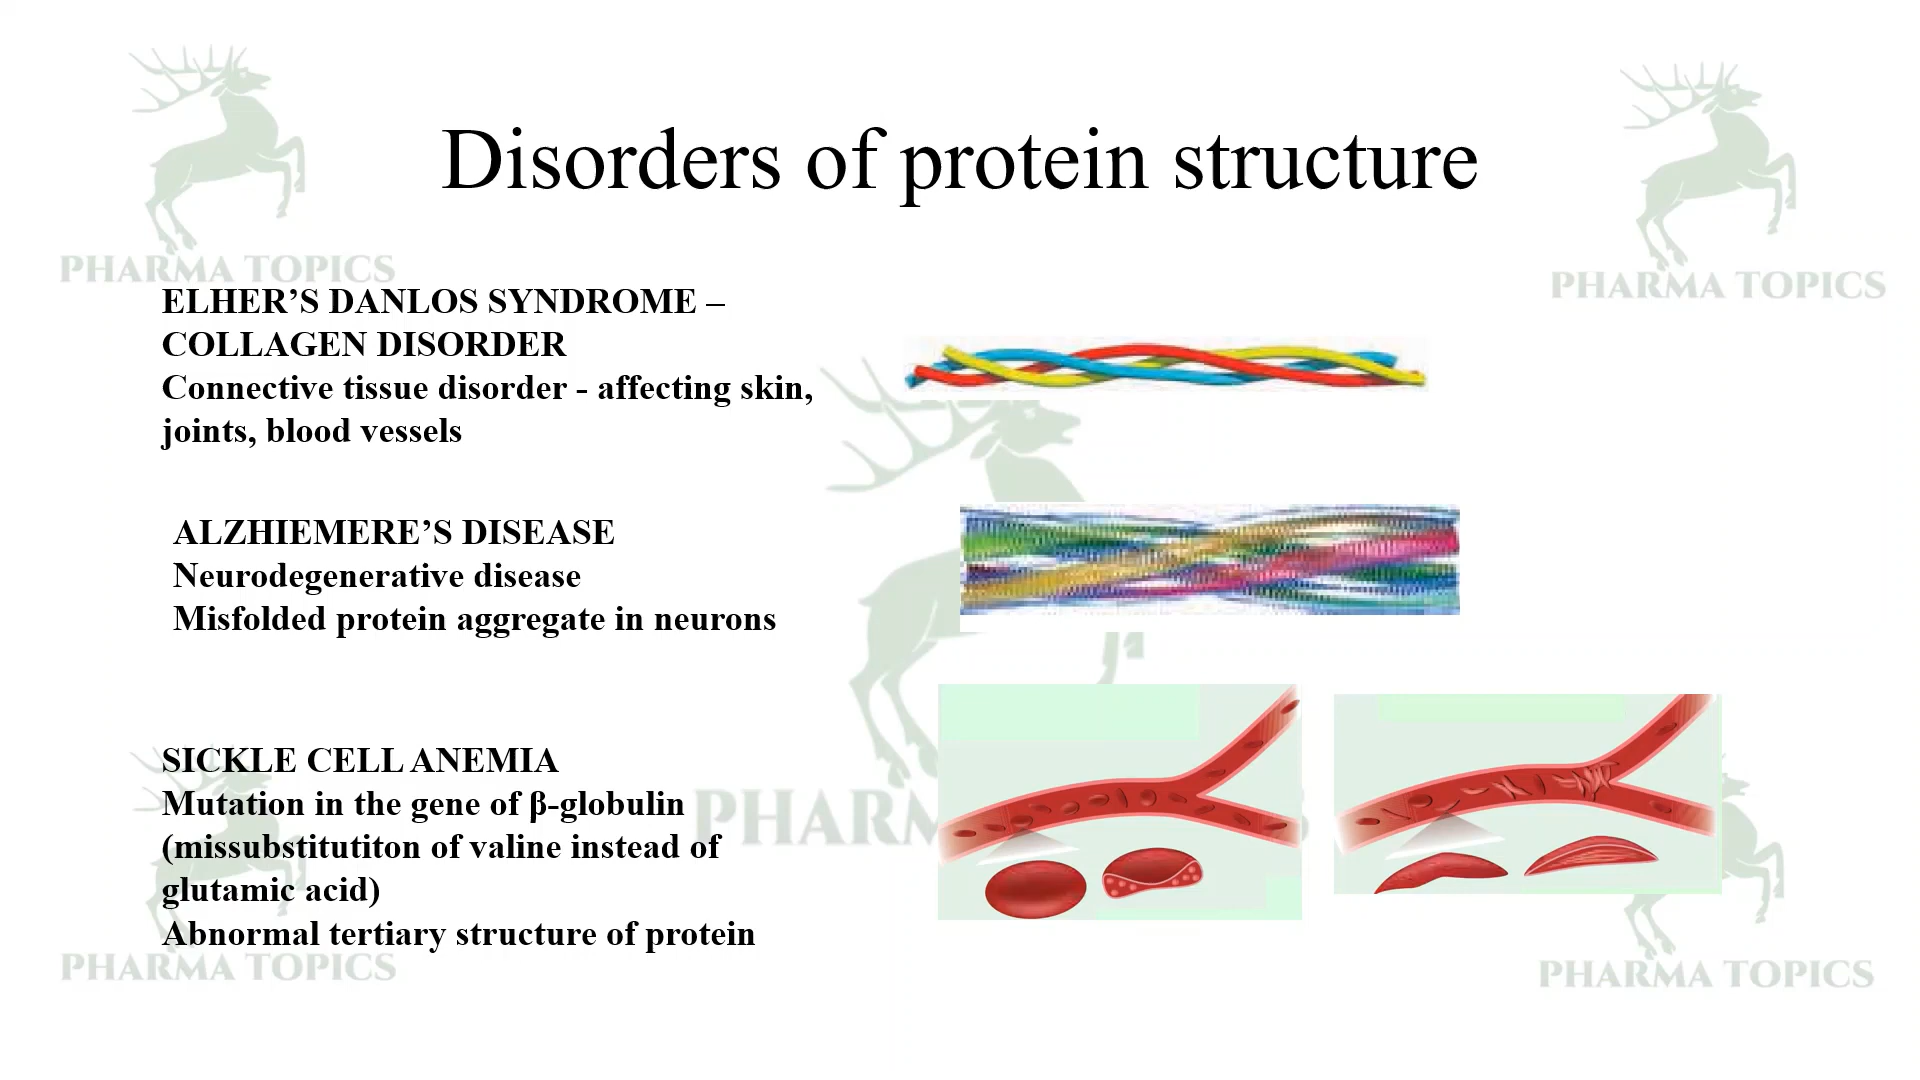 PHARMA TOPICS
PHARMA TOPICS
Disorders of protein structure
ELHER’S DANLOS SYNDROME –
COLLAGEN DISORDER
Connective tissue disorder - affecting skin,
joints, blood vessels
ALZHIEMERE’S DISEASE
Neurodegenerative disease
Misfolded protein aggregate in neurons
SICKLE CELL ANEMIA
Mutation in the gene of β-globulin
(missubstitutiton of valine instead of
glutamic acid)
Abnormal tertiary structure of protein
PHARM
PHARMA TOPICS
PHARMA TOPICS